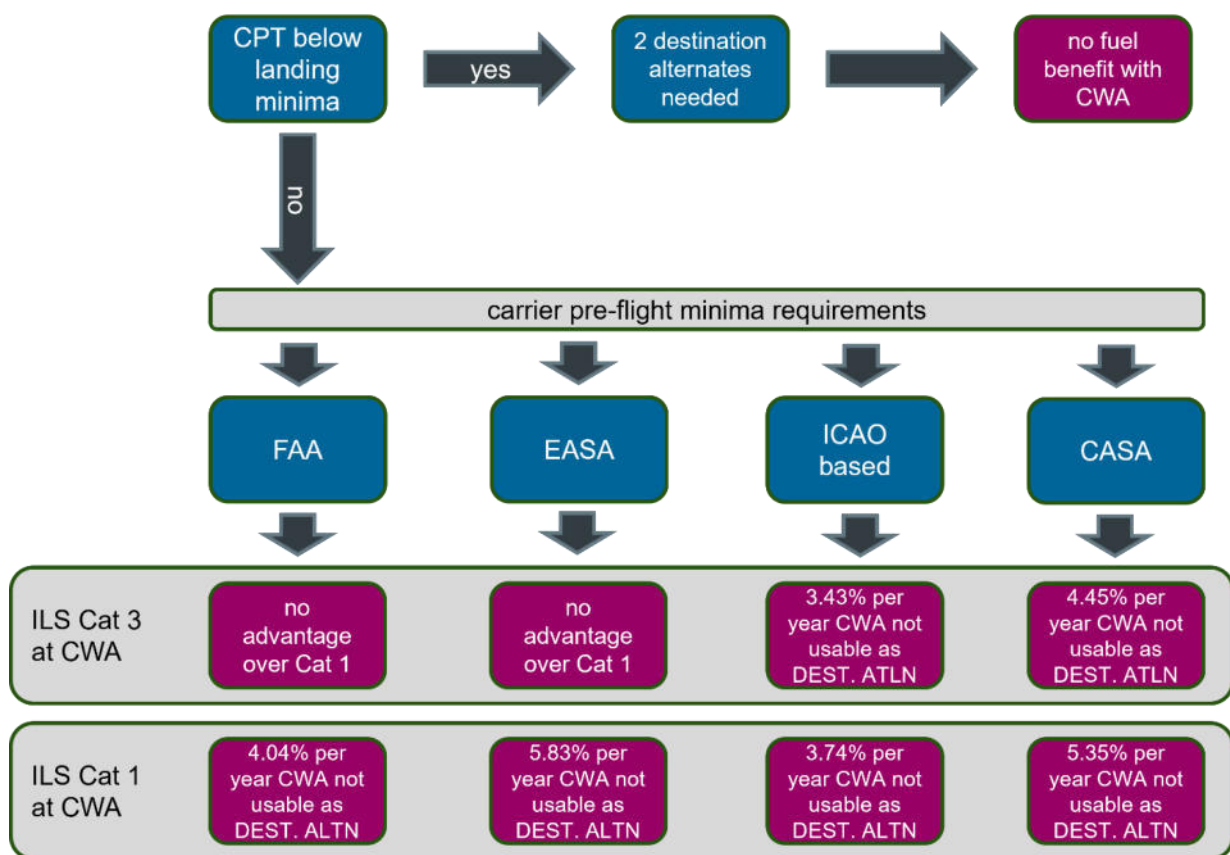 CPT below
landing
minima
yes
2 destination
alternates
needed
no fuel
benefit with
CWA
no
carrier pre-flight minima requirements
FAA
EASA
ICAO
based
CASA
ILS Cat 3
at CWA
no
advantage
over Cat 1
no
advantage
over Cat 1
3.43% per
year CWA not
usable as
DEST. ATLN
4.45% per
year CWA not
usable as
DEST. ATLN
ILS Cat 1
at CWA
4.04% per
year CWA not
usable as
DEST. ALTN
5.83% per
year CWA not
usable as
DEST. ALTN
3.74% per
year CWA not
usable as
DEST. ALTN
5.35% per
year CWA not
usable as
DEST. ALTN